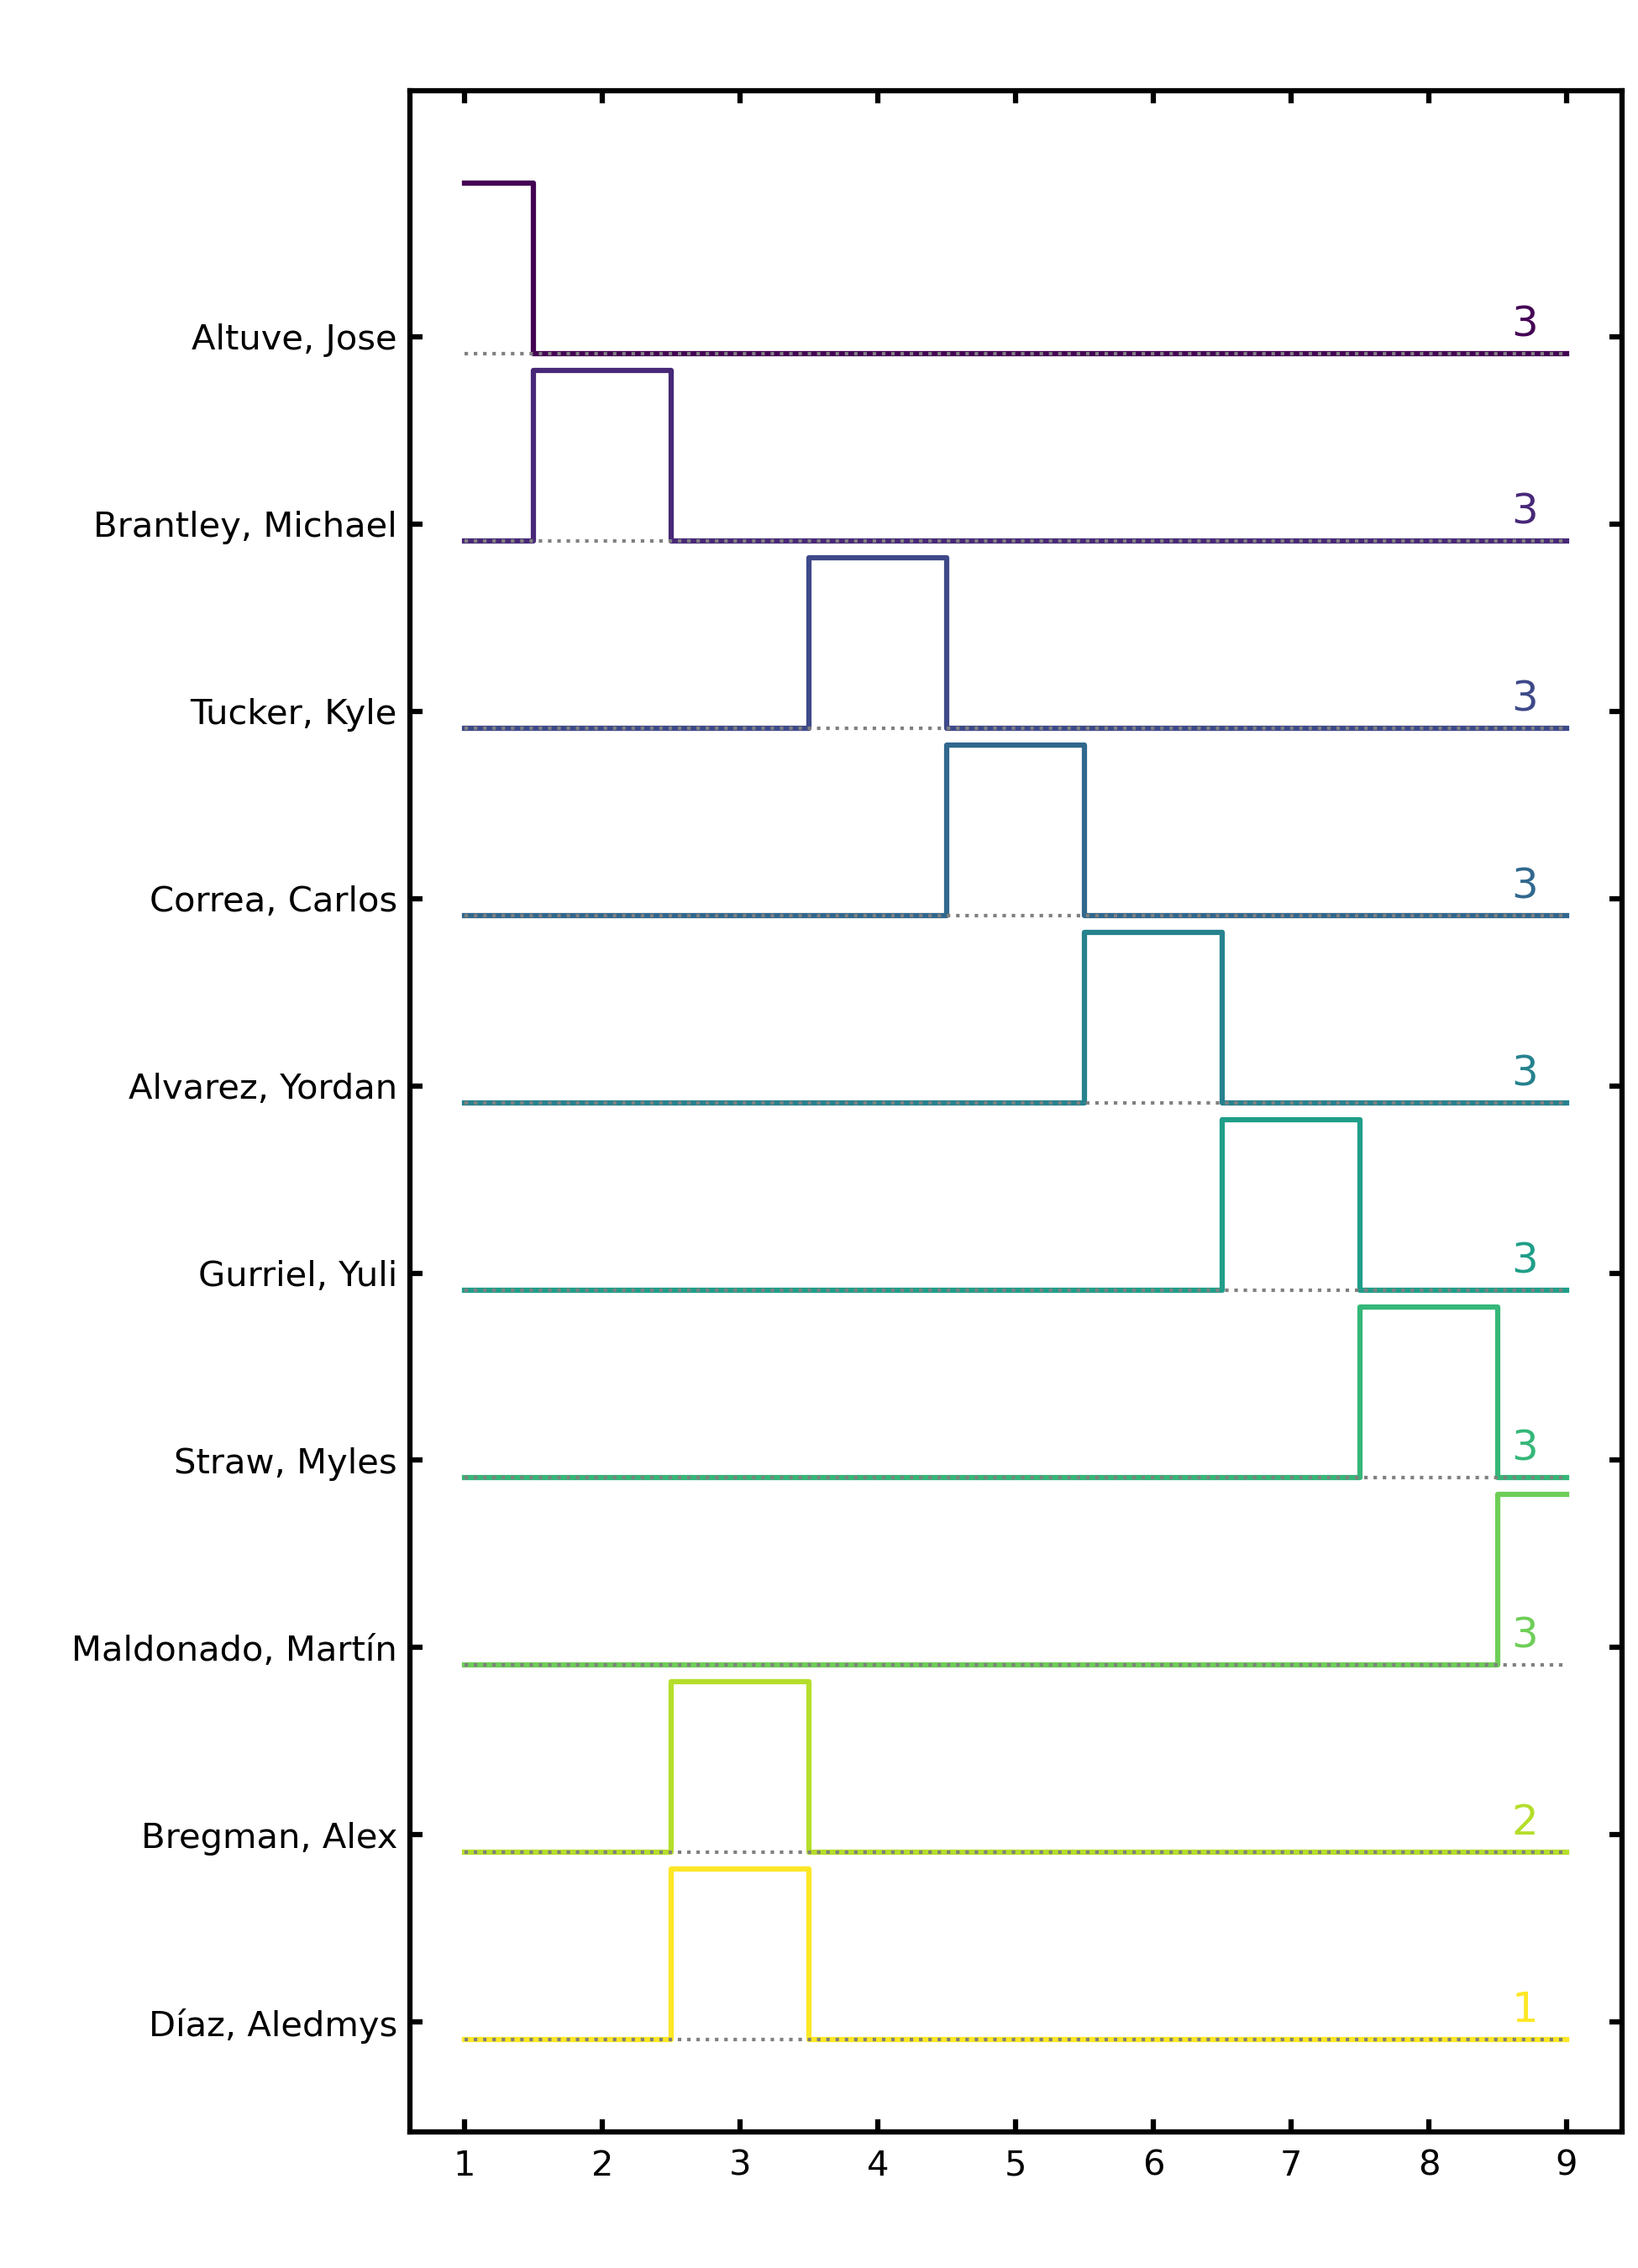 Altuve, Jose 3
Brantley, Michael 3
Tucker, Kyle 3
Correa, Carlos 3
Alvarez, Yordan 3
Gurriel, Yuli 3
Straw, Myles 3
Maldonado, Martín 3
Bregman, Alex 2
Díaz, Aledmys 1
1 2 3 4 5 6 7 8 9